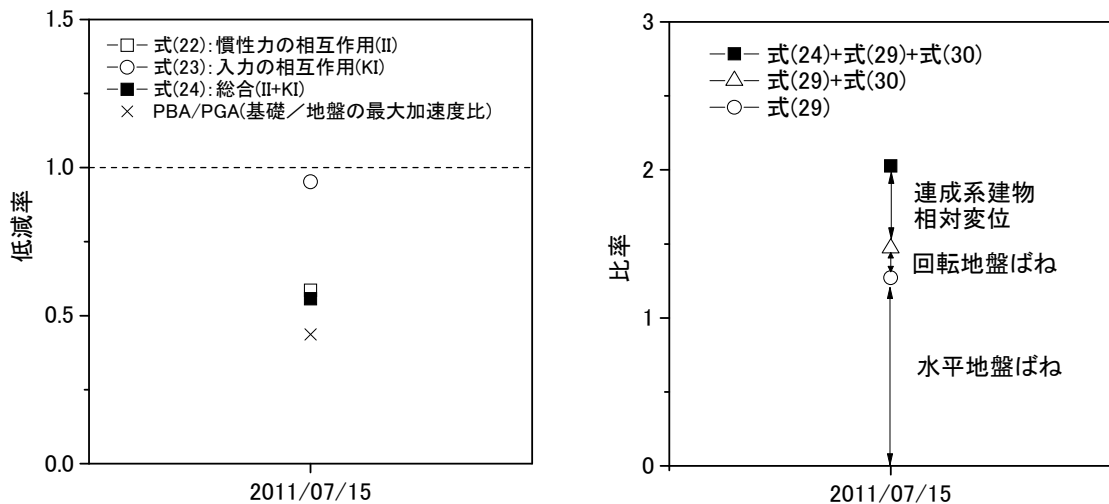 1.5
式(22):慣性力の相互作用(II)
式(23):入力の相互作用(KI)
式(24):総合(II+KI)
PBA/PGA(基礎／地盤の最大加速度比)
1.0
低減率
0.5
0.0
2011/07/15
3
式(24)+式(29)+式(30)
式(29)+式(30)
式(29)
2
連成系建物
相対変位
比率
回転地盤ばね
1
水平地盤ばね
0
2011/07/15